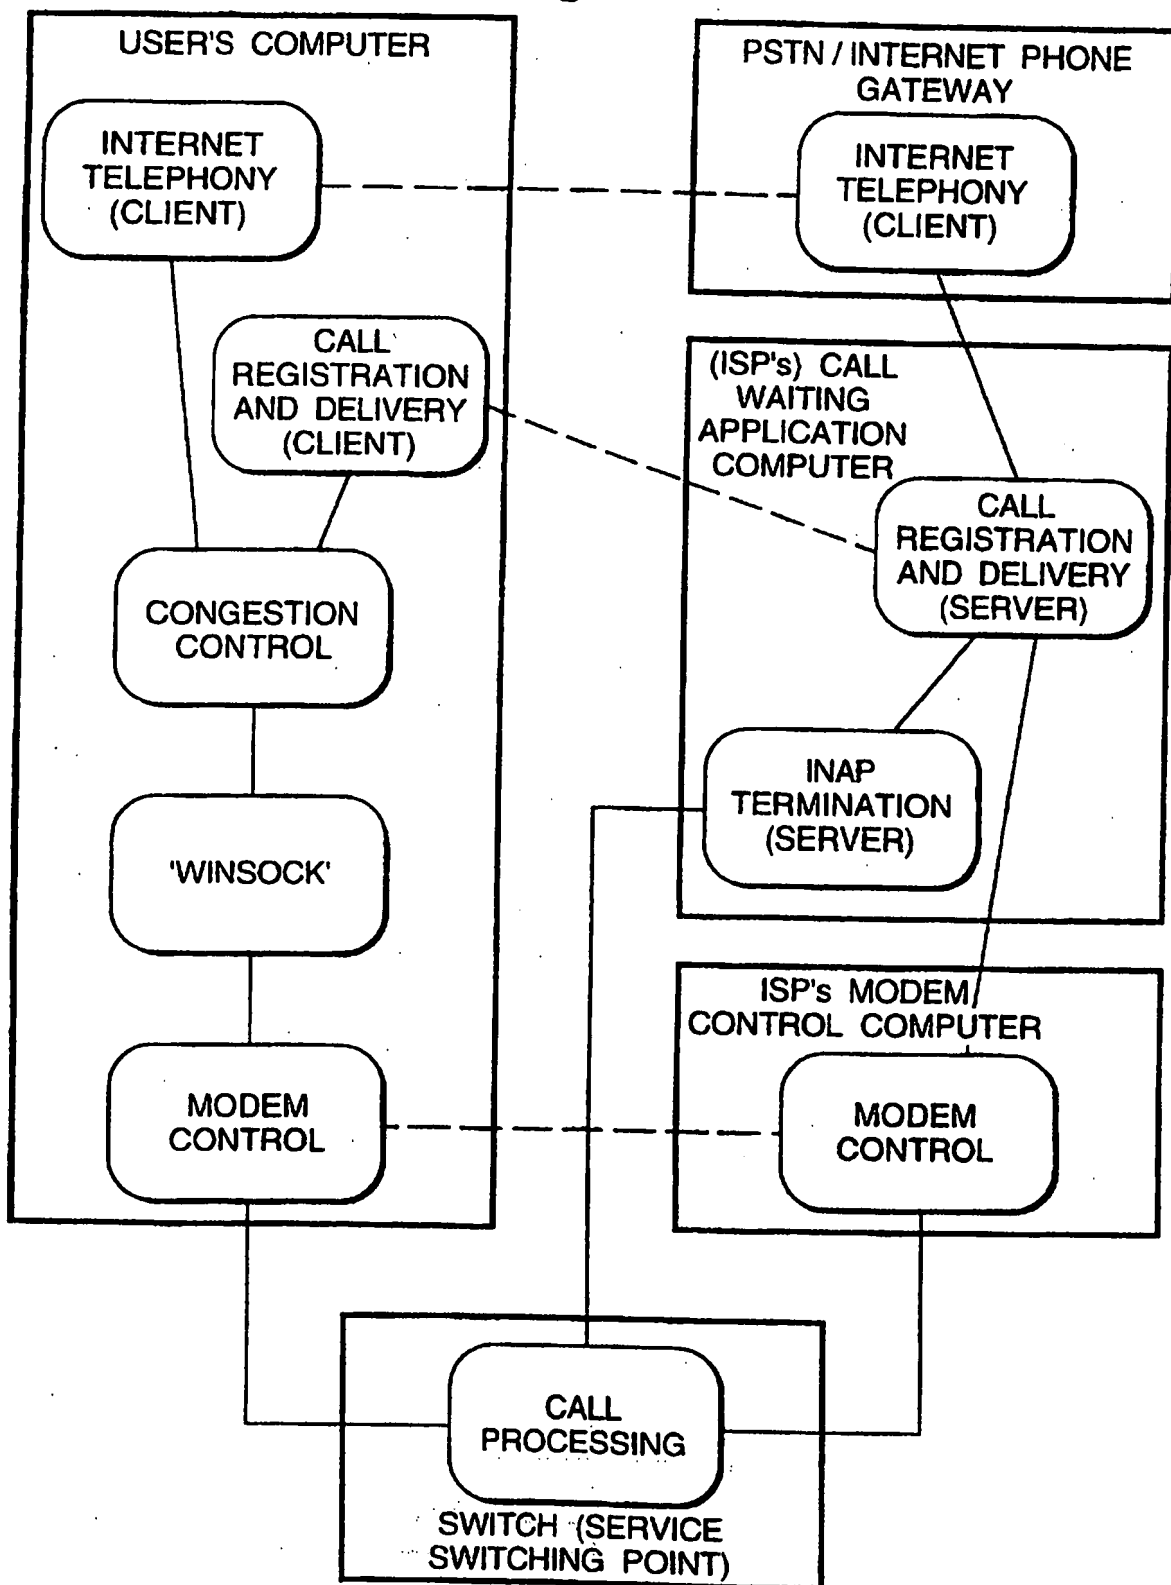 USER'S COMPUTER
INTERNET
TELEPHONY
(CLIENT)
CALL
REGISTRATION
AND DELIVERY
(CLIENT)
CONGESTION
CONTROL
'WINSOCK'
MODEM
CONTROL
PSTN / INTERNET PHONE
GATEWAY
INTERNET
TELEPHONY
(CLIENT)
(ISP's) CALL
WAITING
APPLICATION
COMPUTER
CALL
REGISTRATION
AND DELIVERY
(SERVER)
INAP
TERMINATION
(SERVER)
ISP's MODEM
CONTROL COMPUTER
MODEM
CONTROL
CALL
PROCESSING
SWITCH (SERVICE
SWITCHING POINT)